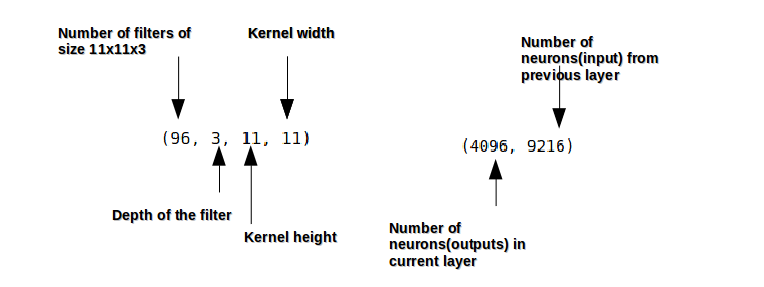 Number of filters of
size 11x11x3
Kernel width
(96, 3, 11, 11)
Depth of the filter
Kernel height
Number of
neurons(input) from
previous layer
(4096, 9216)
Number of
neurons(outputs) in
current layer